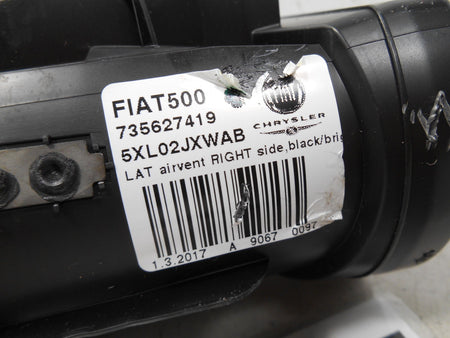 FIAT500
735627419
5XL02JXWAB
CHRYSLER
LAT airvent RIGHT side,black/bri
1.3.2017 A 9067 0097